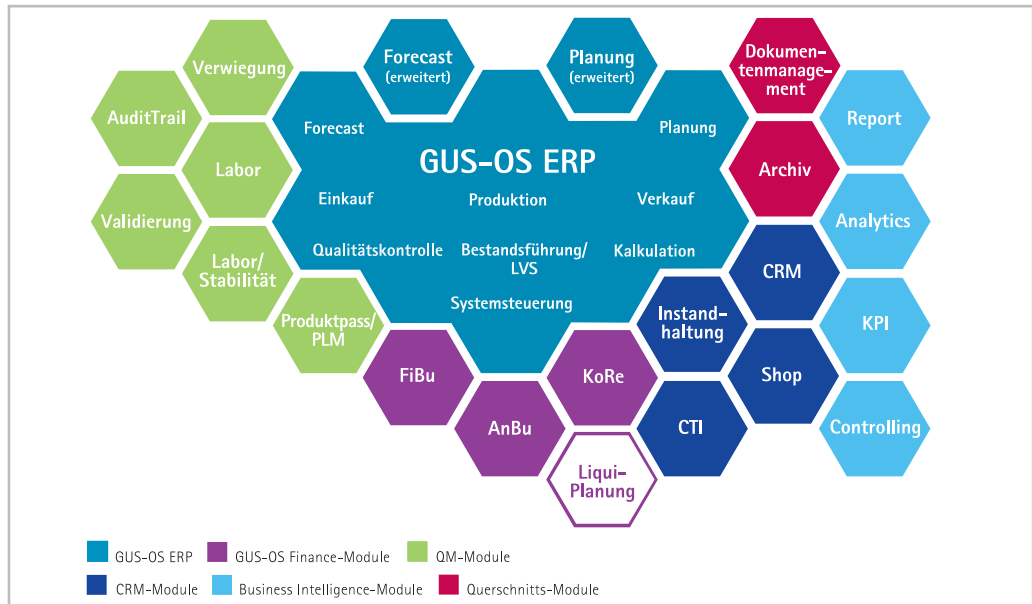 Verwiegung
Forecast
(erweitert)
Planung
(erweitert)
Dokumen-
tenmanage-
ment
AuditTrail
Forecast
Planung
Report
Labor
GUS-OS ERP
Archiv
Validierung
Einkauf
Produktion
Verkauf
Analytics
Labor/
Stabilität
Qualitätskontrolle
Bestandsführung/
LVS
Kalkulation
CRM
Systemsteuerung
Produktpass/
PLM
Instand-
haltung
KPI
FiBu
KoRe
Shop
AnBu
CTI
Controlling
Liqui-
Planung
GUS-OS ERP
GUS-OS Finance-Module
QM-Module
CRM-Module
Business Intelligence-Module
Querschnitts-Module